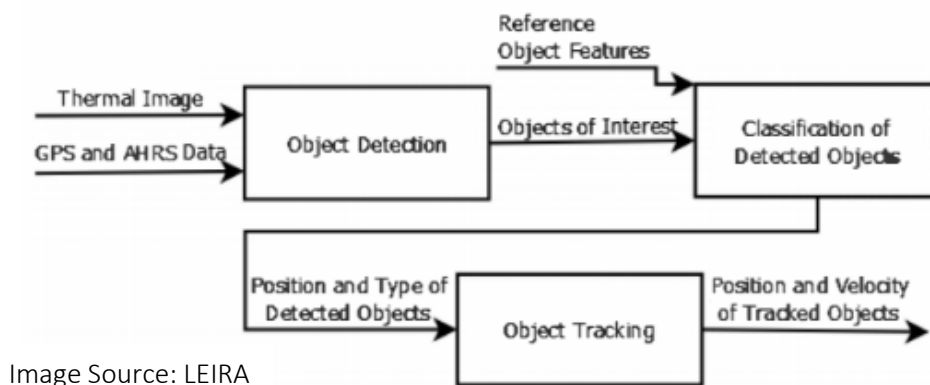 Reference
Object Features
Thermal Image
GPS and AHRS Data
Object Detection
Objects of Interest
Classification of
Detected Objects
Position and Type of
Detected Objects
Object Tracking
Position and Velocity
of Tracked Objects
Image Source: LEIRA